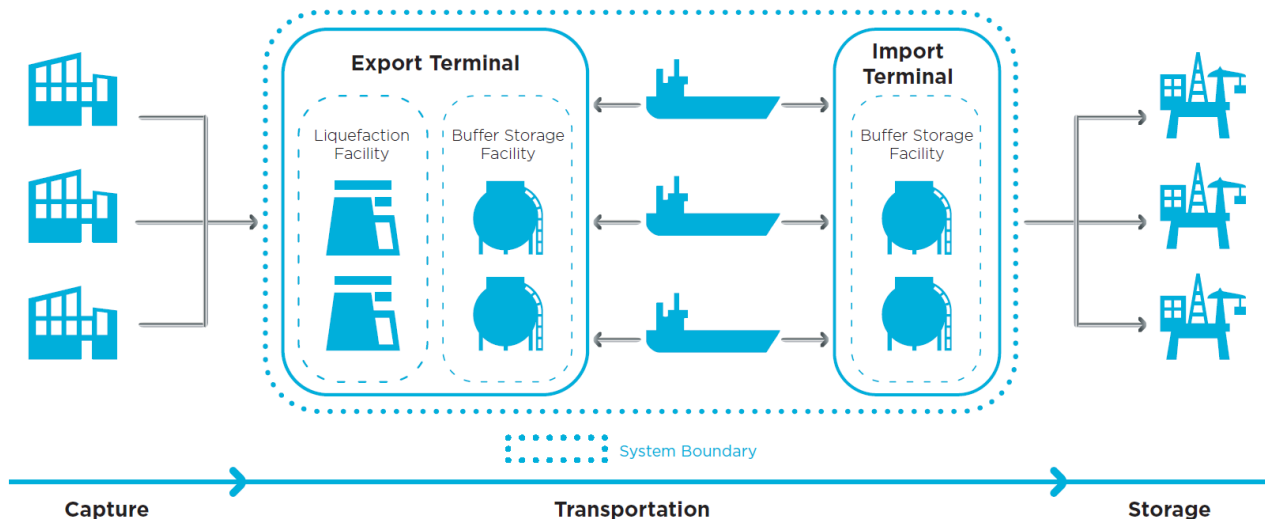 Export Terminal
Import
Terminal
Liquefaction
Facility
Buffer Storage
Facility
Buffer Storage
Facility
System Boundary
Capture
Transportation
Storage